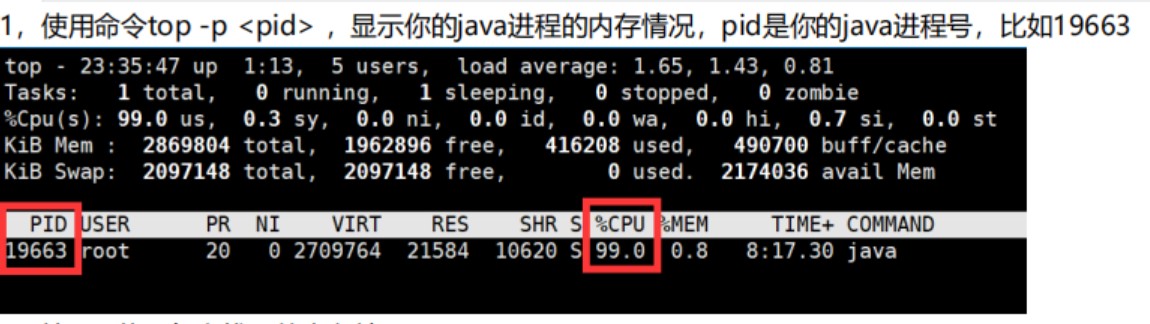 1，使用命令top -p <pid> ，显示你的java进程的内存情况，pid是你的java进程号，比如19663
top - 23:35:47 up  1:13,  5 users,  load average: 1.65, 1.43, 0.81
Tasks:   1 total,   0 running,   1 sleeping,   0 stopped,   0 zombie
%Cpu(s): 99.0 us,  0.3 sy,  0.0 ni,  0.0 id,  0.0 wa,  0.0 hi,  0.7 si,  0.0 st
KiB Mem :  2869804 total,  1962896 free,   416208 used,   490700 buff/cache
KiB Swap:  2097148 total,  2097148 free,        0 used.  2174036 avail Mem
PID USER      PR  NI    VIRT    RES    SHR S %CPU %MEM     TIME+ COMMAND
19663 root      20   0 2709764  21584  10620 S 99.0  0.8   8:17.30 java